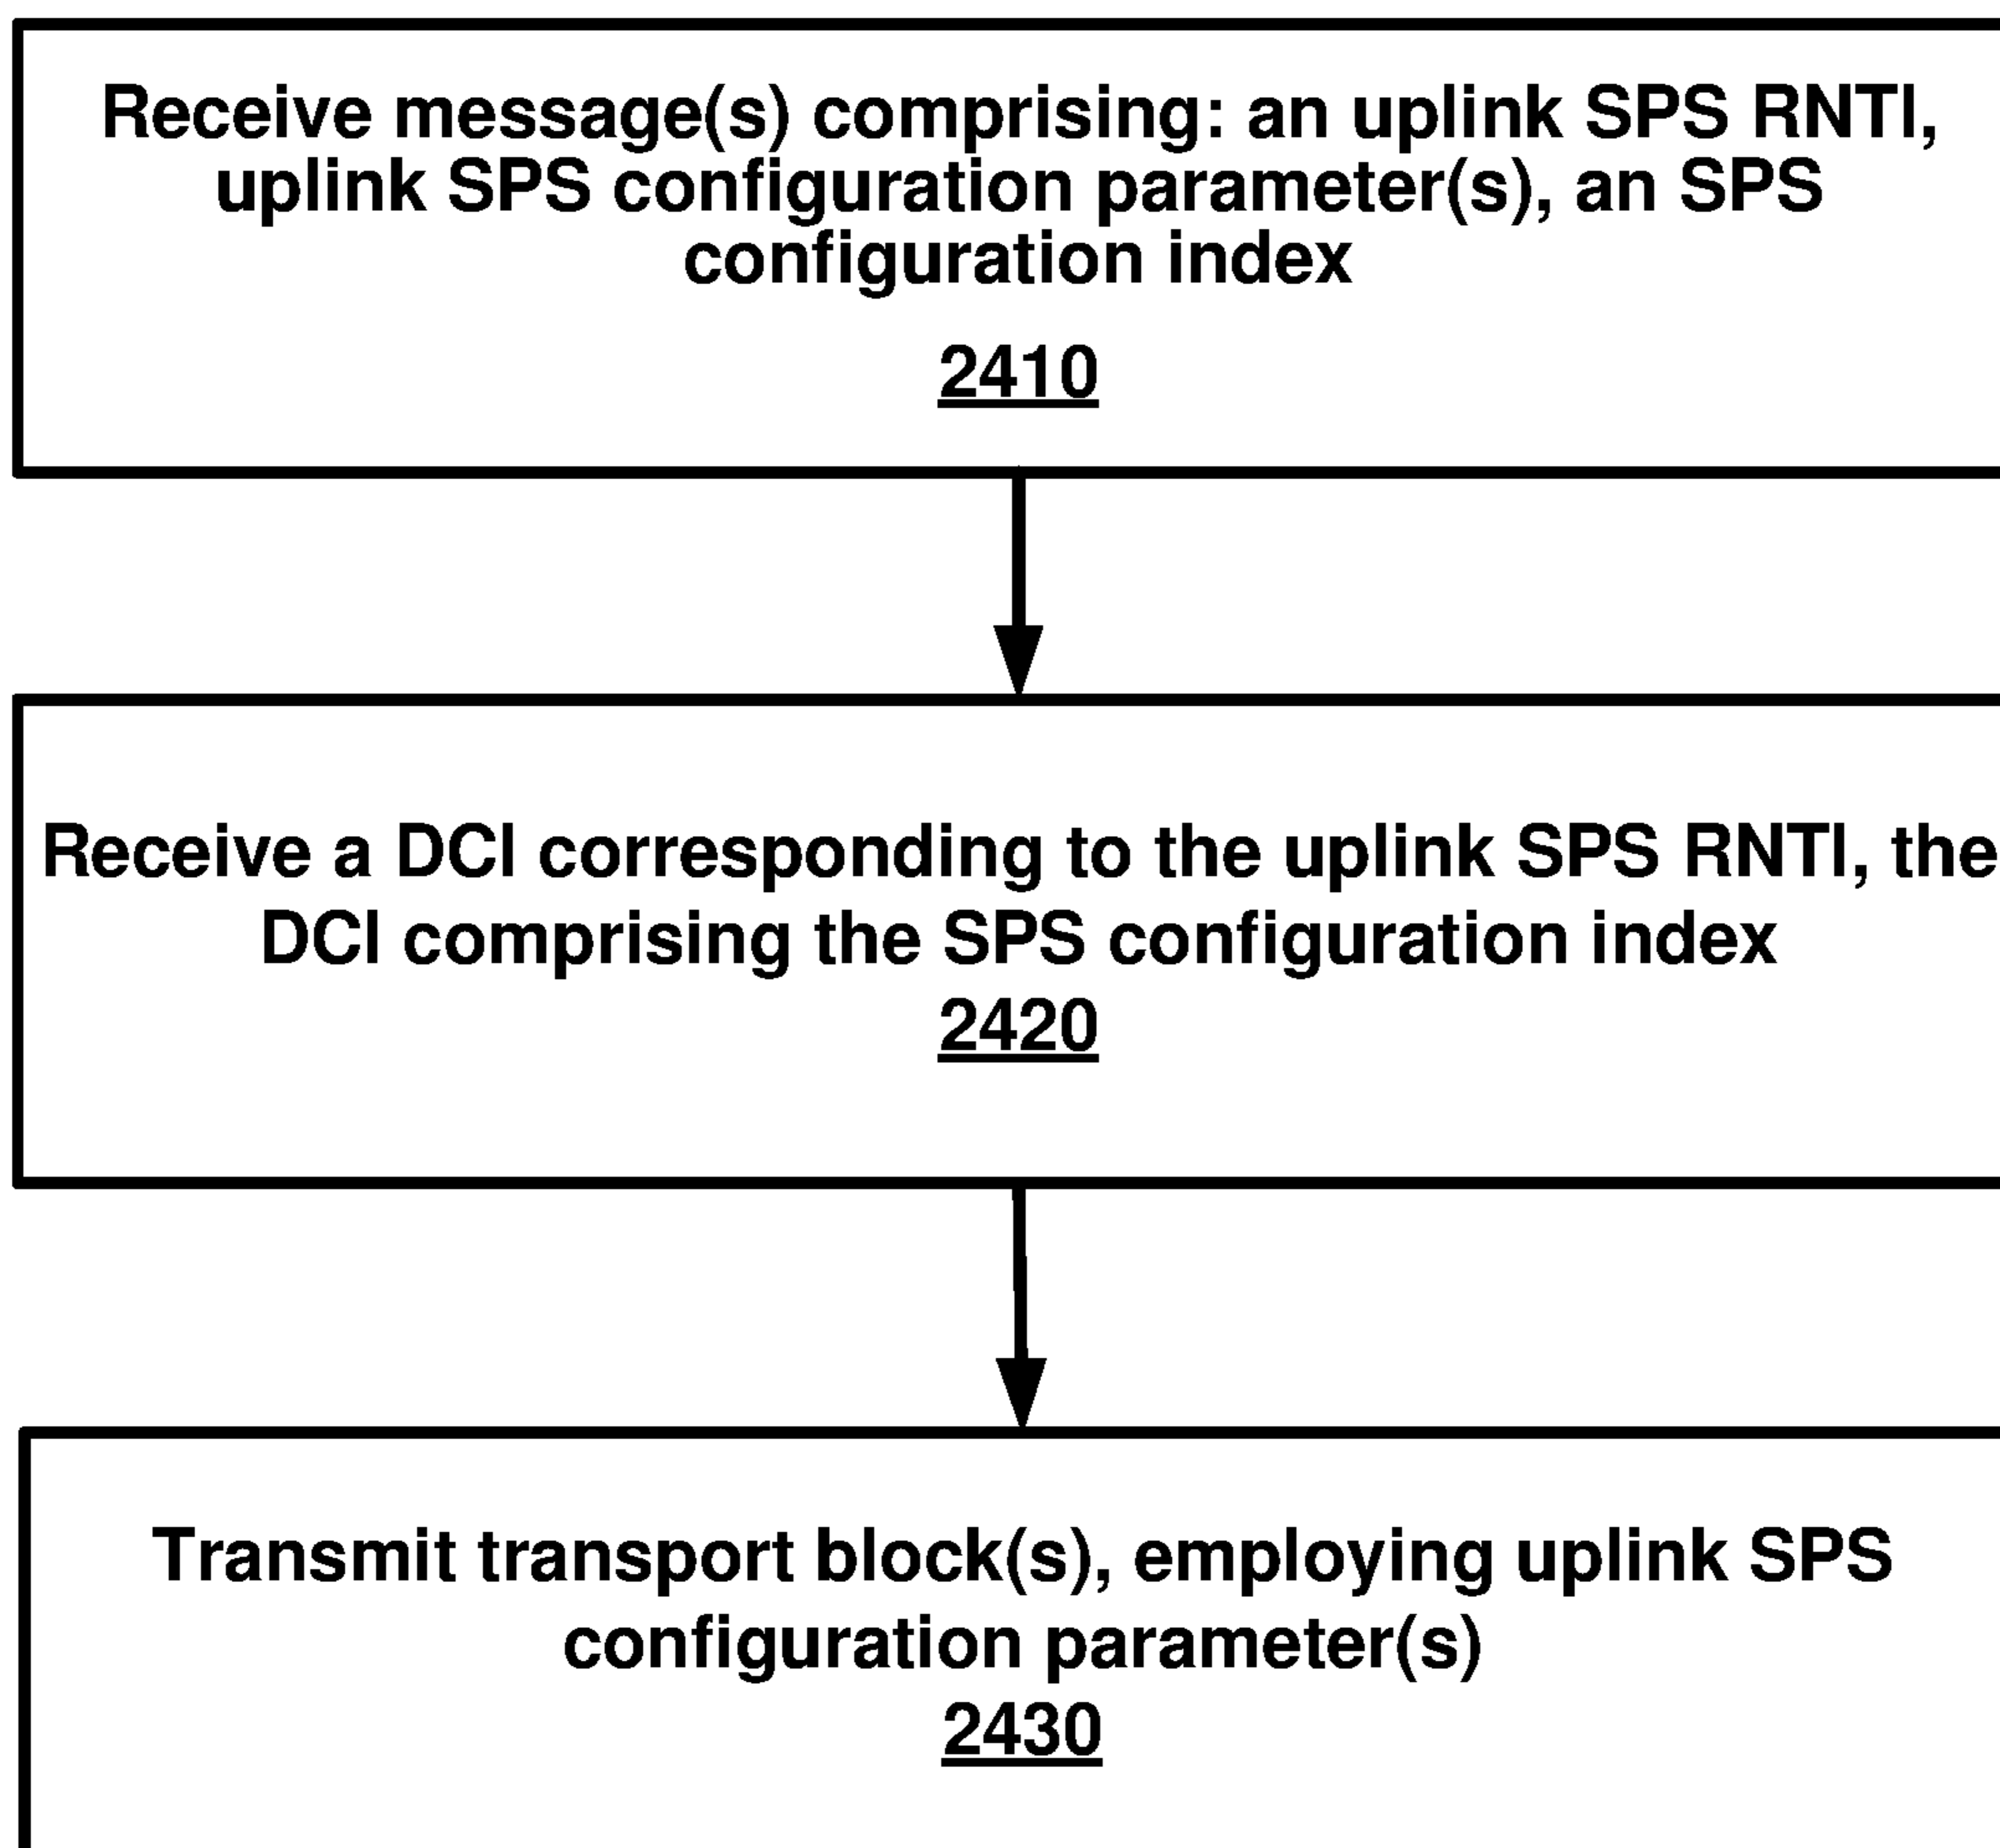 Receive message(s) comprising: an uplink SPS RNTI,
uplink SPS configuration parameter(s), an SPS
configuration index
2410
Receive a DCI corresponding to the uplink SPS RNTI, the
DCI comprising the SPS configuration index
2420
Transmit transport block(s), employing uplink SPS
configuration parameter(s)
2430